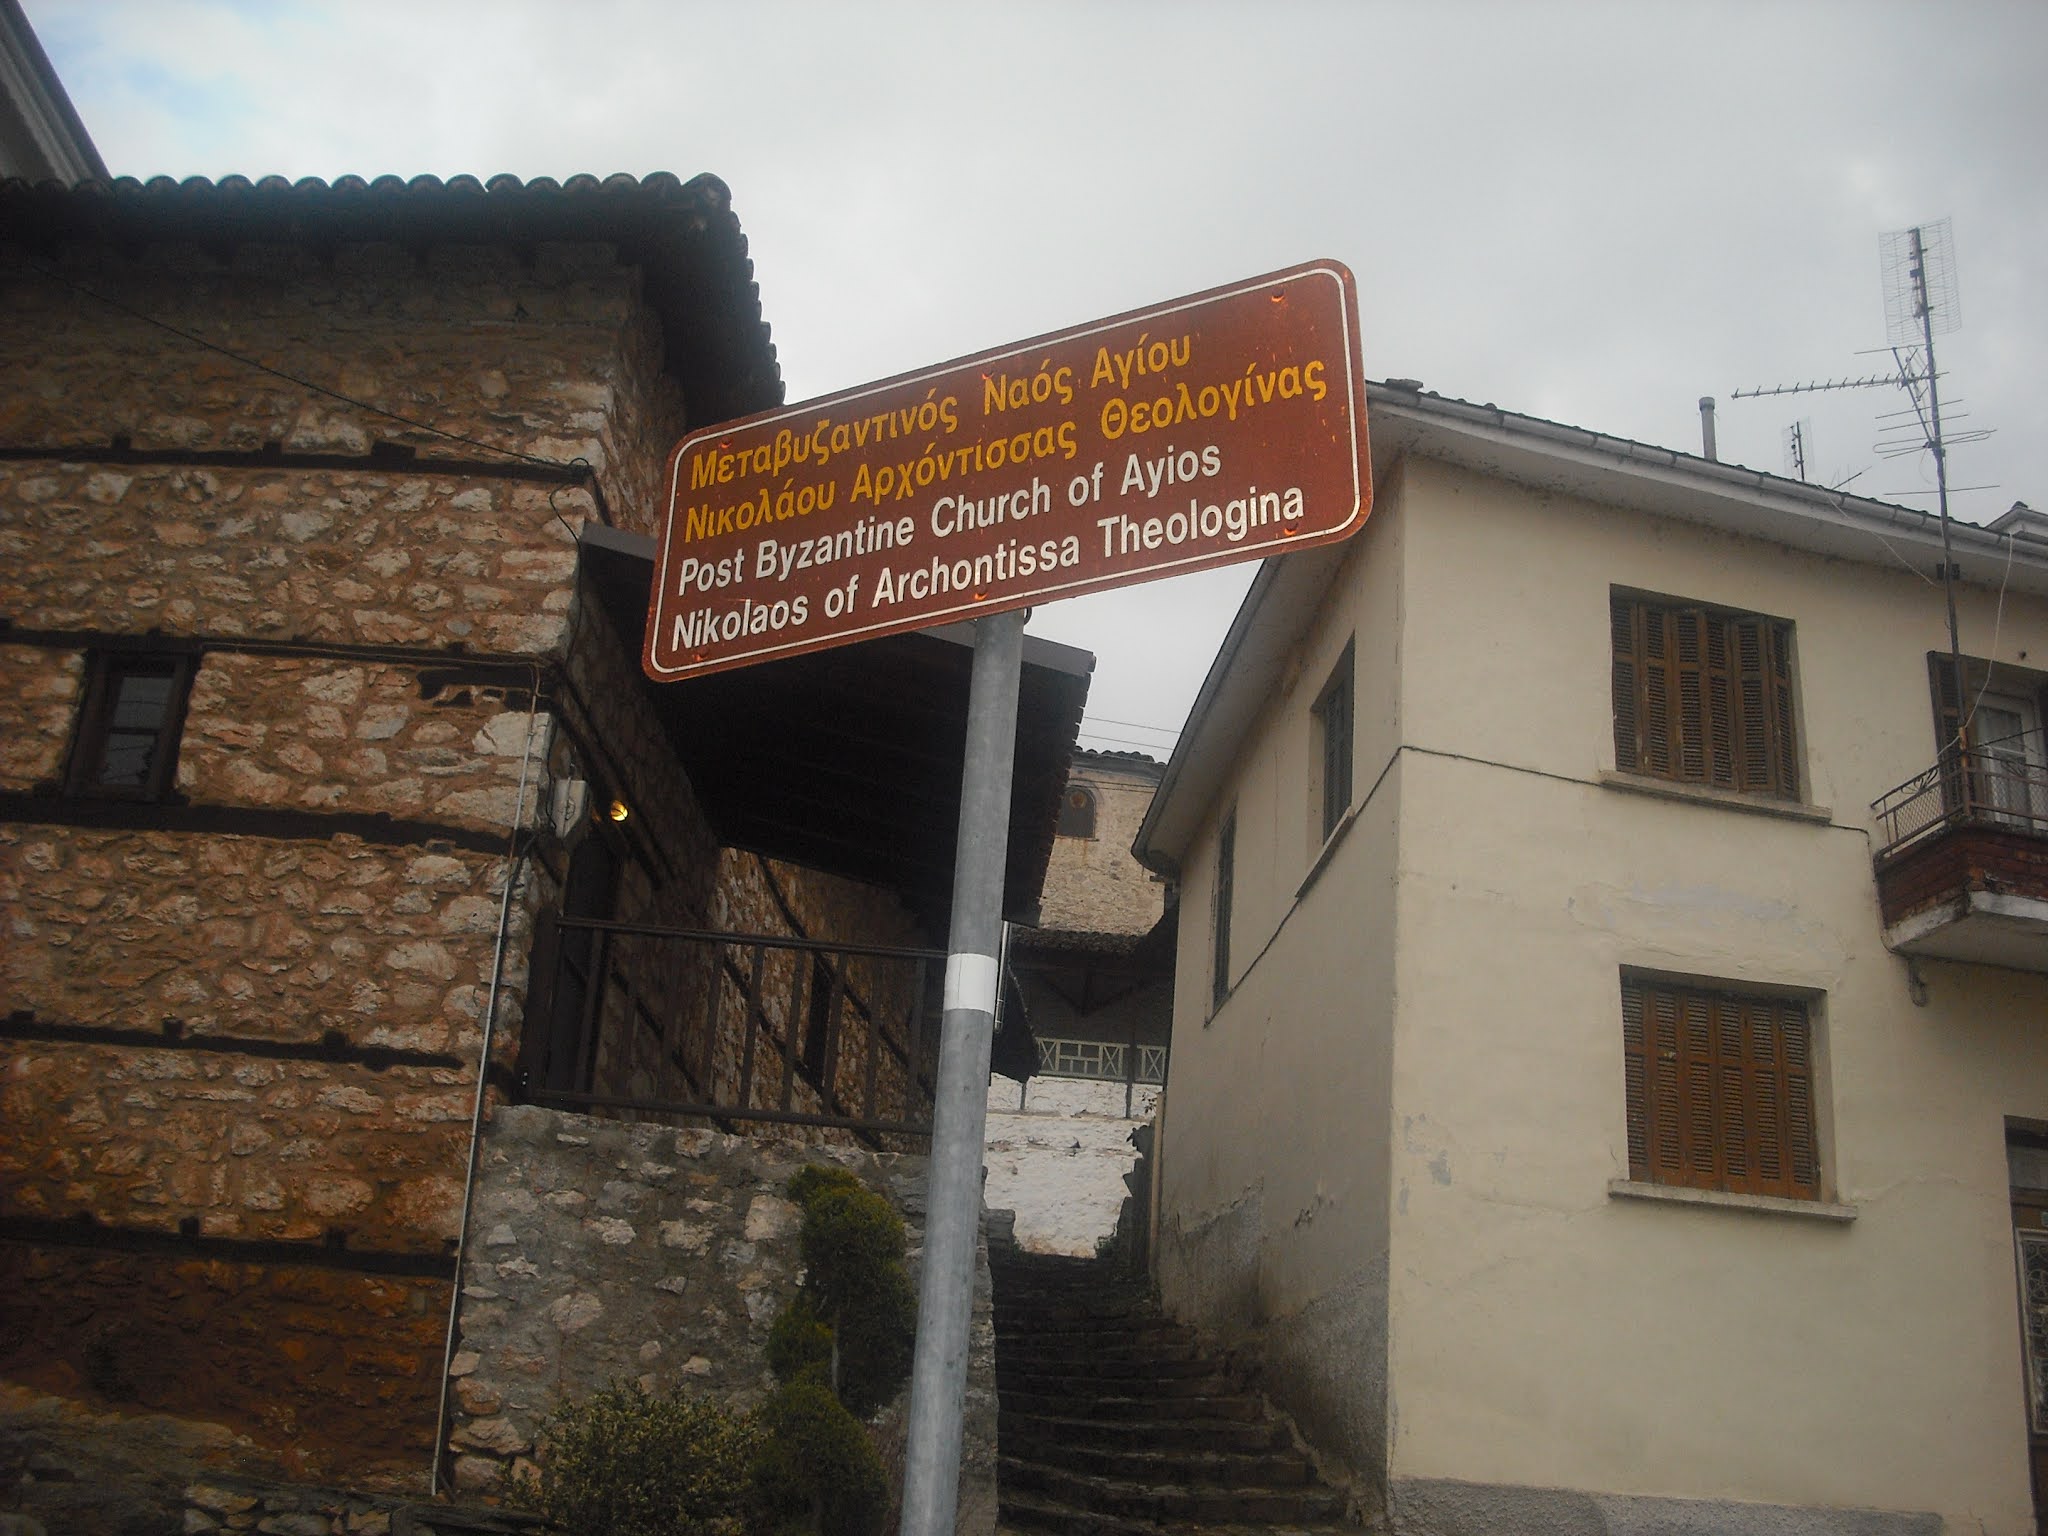 Μεταβυζαντινός Ναός Αγίου
Νικολάου Αρχόντισσας Θεολογίνας
Post Byzantine Church of Ayios
Nikolaos of Archontissa Theologina